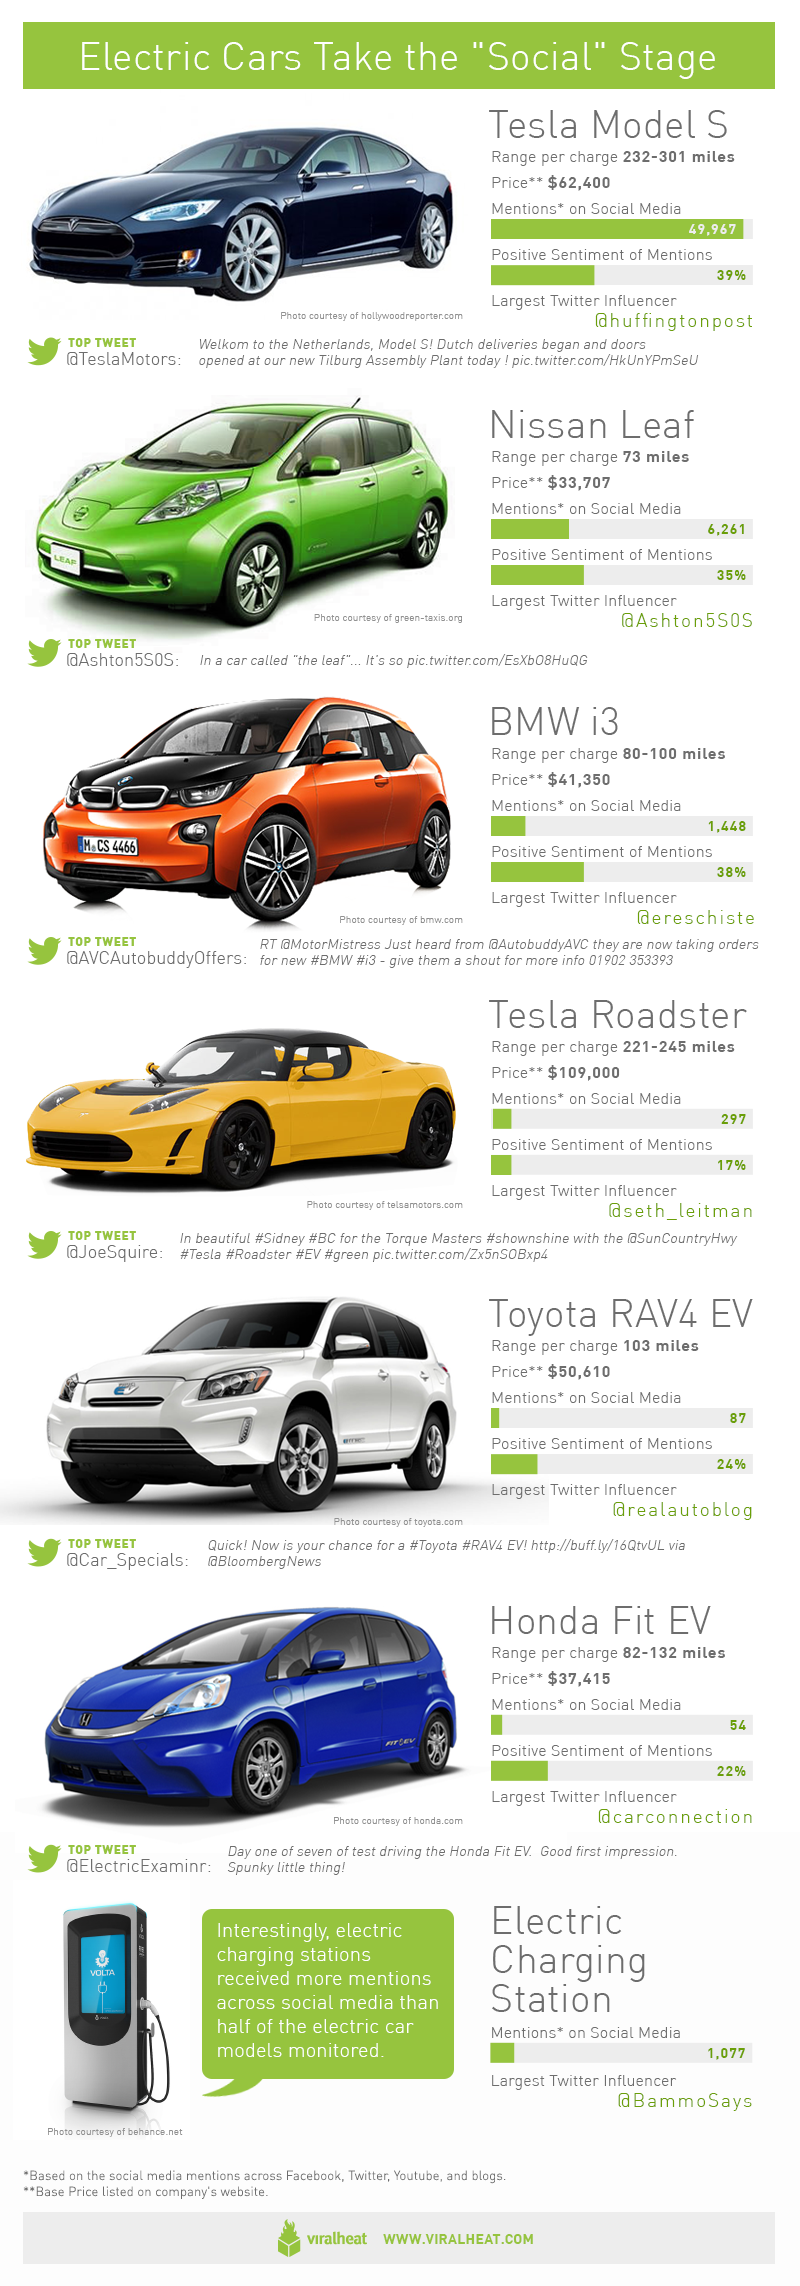 Electric Cars Take the "Social" Stage
Tesla Model S
Range per charge 232-301 miles
Price** $62,400
Mentions* on Social Media
49,967
Positive Sentiment of Mentions
39%
Largest Twitter Influencer
@huffingtonpost
Photo courtesy of hollywoodreporter.com
TOP TWEET
@TeslaMotors:
Welkom to the Netherlands, Model S! Dutch deliveries began and doors
opened at our new Tilburg Assembly Plant today ! pic.twitter.com/HkUnYPmSeU
Nissan Leaf
Range per charge 73 miles
Price** $33,707
Mentions* on Social Media
6,261
Positive Sentiment of Mentions
35%
Largest Twitter Influencer
@Ashton5S0S
LEAF
Photo courtesy of green-taxis.org
TOP TWEET
@Ashton5S0S:
In a car called "the leaf"... It's so pic.twitter.com/EsXbO8HuQG
BMW i3
Range per charge 80-100 miles
Price** $41,350
Mentions* on Social Media
1,448
Positive Sentiment of Mentions
38%
Largest Twitter Influencer
@ereschiste
M CS 4466
Photo courtesy of bmw.com
TOP TWEET
@AVCAutobuddyOffers:
RT @MotorMistress Just heard from @AutobuddyAVC they are now taking orders
for new #BMW #i3 - give them a shout for more info 01902 353393
Tesla Roadster
Range per charge 221-245 miles
Price** $109,000
Mentions* on Social Media
297
Positive Sentiment of Mentions
17%
Largest Twitter Influencer
@seth_leitman
Photo courtesy of telsamotors.com
TOP TWEET
@JoeSquire:
In beautiful #Sidney #BC for the Torque Masters #shownshine with the @SunCountryHwy
#Tesla #Roadster #EV #green pic.twitter.com/Zx5nSOBxp4
Toyota RAV4 EV
Range per charge 103 miles
Price** $50,610
Mentions* on Social Media
87
Positive Sentiment of Mentions
24%
Largest Twitter Influencer
@realautoblog
Photo courtesy of toyota.com
TOP TWEET
@Car_Specials:
Quick! Now is your chance for a #Toyota #RAV4 EV! http://buff.ly/16QtvUL via
@BloombergNews
Honda Fit EV
Range per charge 82-132 miles
Price** $37,415
Mentions* on Social Media
54
Positive Sentiment of Mentions
22%
Largest Twitter Influencer
@carconnection
FIT EV
Photo courtesy of honda.com
TOP TWEET
@ElectricExaminr:
Day one of seven of test driving the Honda Fit EV. Good first impression.
Spunky little thing!
VOLTA
Photo courtesy of behance.net
Interestingly, electric
charging stations
received more mentions
across social media than
half of the electric car
models monitored.
Electric
Charging
Station
Mentions* on Social Media
1,077
Largest Twitter Influencer
@BammoSays
*Based on the social media mentions across Facebook, Twitter, Youtube, and blogs.
**Base Price listed on company's website.
viralheat WWW.VIRALHEAT.COM